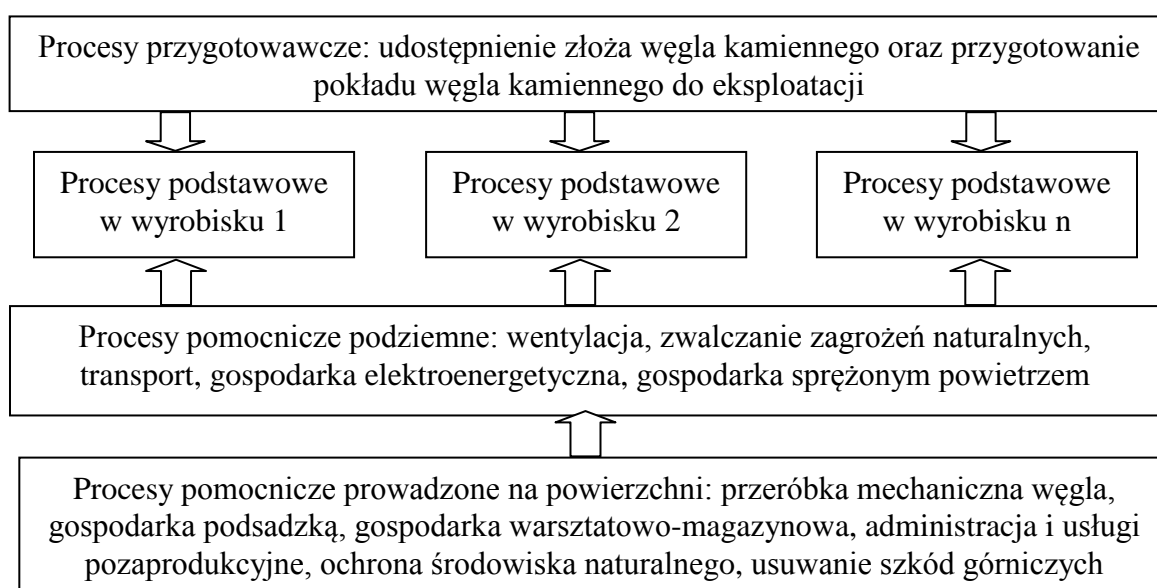 Procesy przygotowawcze: udostępnienie złoża węgla kamiennego oraz przygotowanie
pokładu węgla kamiennego do eksploatacji
Procesy podstawowe
w wyrobisku 1
Procesy podstawowe
w wyrobisku 2
Procesy podstawowe
w wyrobisku n
Procesy pomocnicze podziemne: wentylacja, zwalczanie zagrożeń naturalnych,
transport, gospodarka elektroenergetyczna, gospodarka sprężonym powietrzem
Procesy pomocnicze prowadzone na powierzchni: przeróbka mechaniczna węgla,
gospodarka podsadzką, gospodarka warsztatowo-magazynowa, administracja i usługi
pozaprodukcyjne, ochrona środowiska naturalnego, usuwanie szkód górniczych